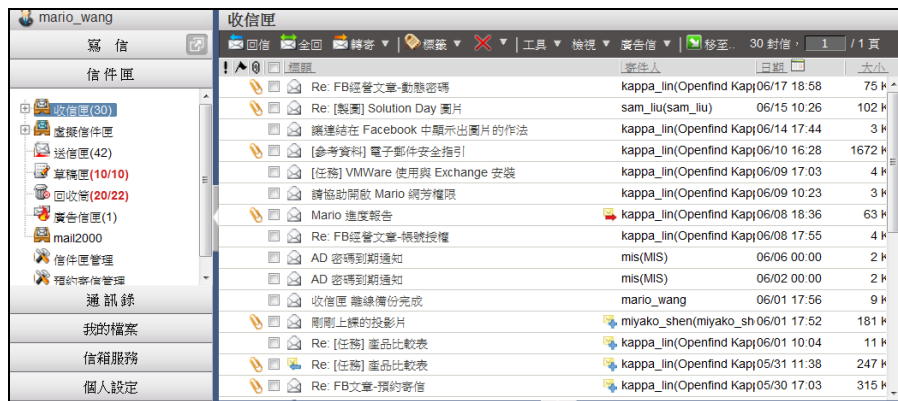 mario_wang
寫 信
信件匣
收信匣(30)
虛擬信件匣
送信匣(42)
草稿匣(10/10)
回收筒(20/22)
廣告信匣(1)
mail2000
信件匣管理
預約寄信管理
通訊錄
我的檔案
信箱服務
個人設定
收信匣
回信 全回 轉寄 ▼ | 標籤 ▼ ▼ | 工具 ▼ 檢視 ▼ 廣告信 ▼ | 移至.. 30 封信, 1 / 1 頁
! 標題 寄件人 日期 大小
Re: FB經營文章-動態密碼 kappa_lin(Openfind Kap 06/17 18:58 75 K
Re: [製圖] Solution Day 圖片 sam_liu(sam_liu) 06/15 10:26 102 K
讓連結在 Facebook 中顯示出圖片的作法 kappa_lin(Openfind Kap 06/14 17:44 3 K
[參考資料] 電子郵件安全指引 kappa_lin(Openfind Kap 06/10 16:28 1672 K
[任務] VMWare 使用與 Exchange 安裝 kappa_lin(Openfind Kap 06/09 17:03 4 K
請協助開啟 Mario 網芳權限 kappa_lin(Openfind Kap 06/09 10:23 3 K
Mario 進度報告 kappa_lin(Openfind Kap 06/08 18:36 63 K
Re: FB經營文章-帳號授權 kappa_lin(Openfind Kap 06/08 17:55 4 K
AD 密碼到期通知 mis(MIS) 06/06 00:00 2 K
AD 密碼到期通知 mis(MIS) 06/02 00:00 2 K
收信匣 離線備份完成 mario_wang 06/01 17:56 9 K
剛剛上課的投影片 miyako_shen(miyako_sh 06/01 17:52 181 K
Re: [任務] 產品比較表 kappa_lin(Openfind Kap 06/01 10:04 11 K
Re: [任務] 產品比較表 kappa_lin(Openfind Kap 05/31 11:38 247 K
Re: FB文章-預約寄信 kappa_lin(Openfind Kap 05/30 17:03 315 K